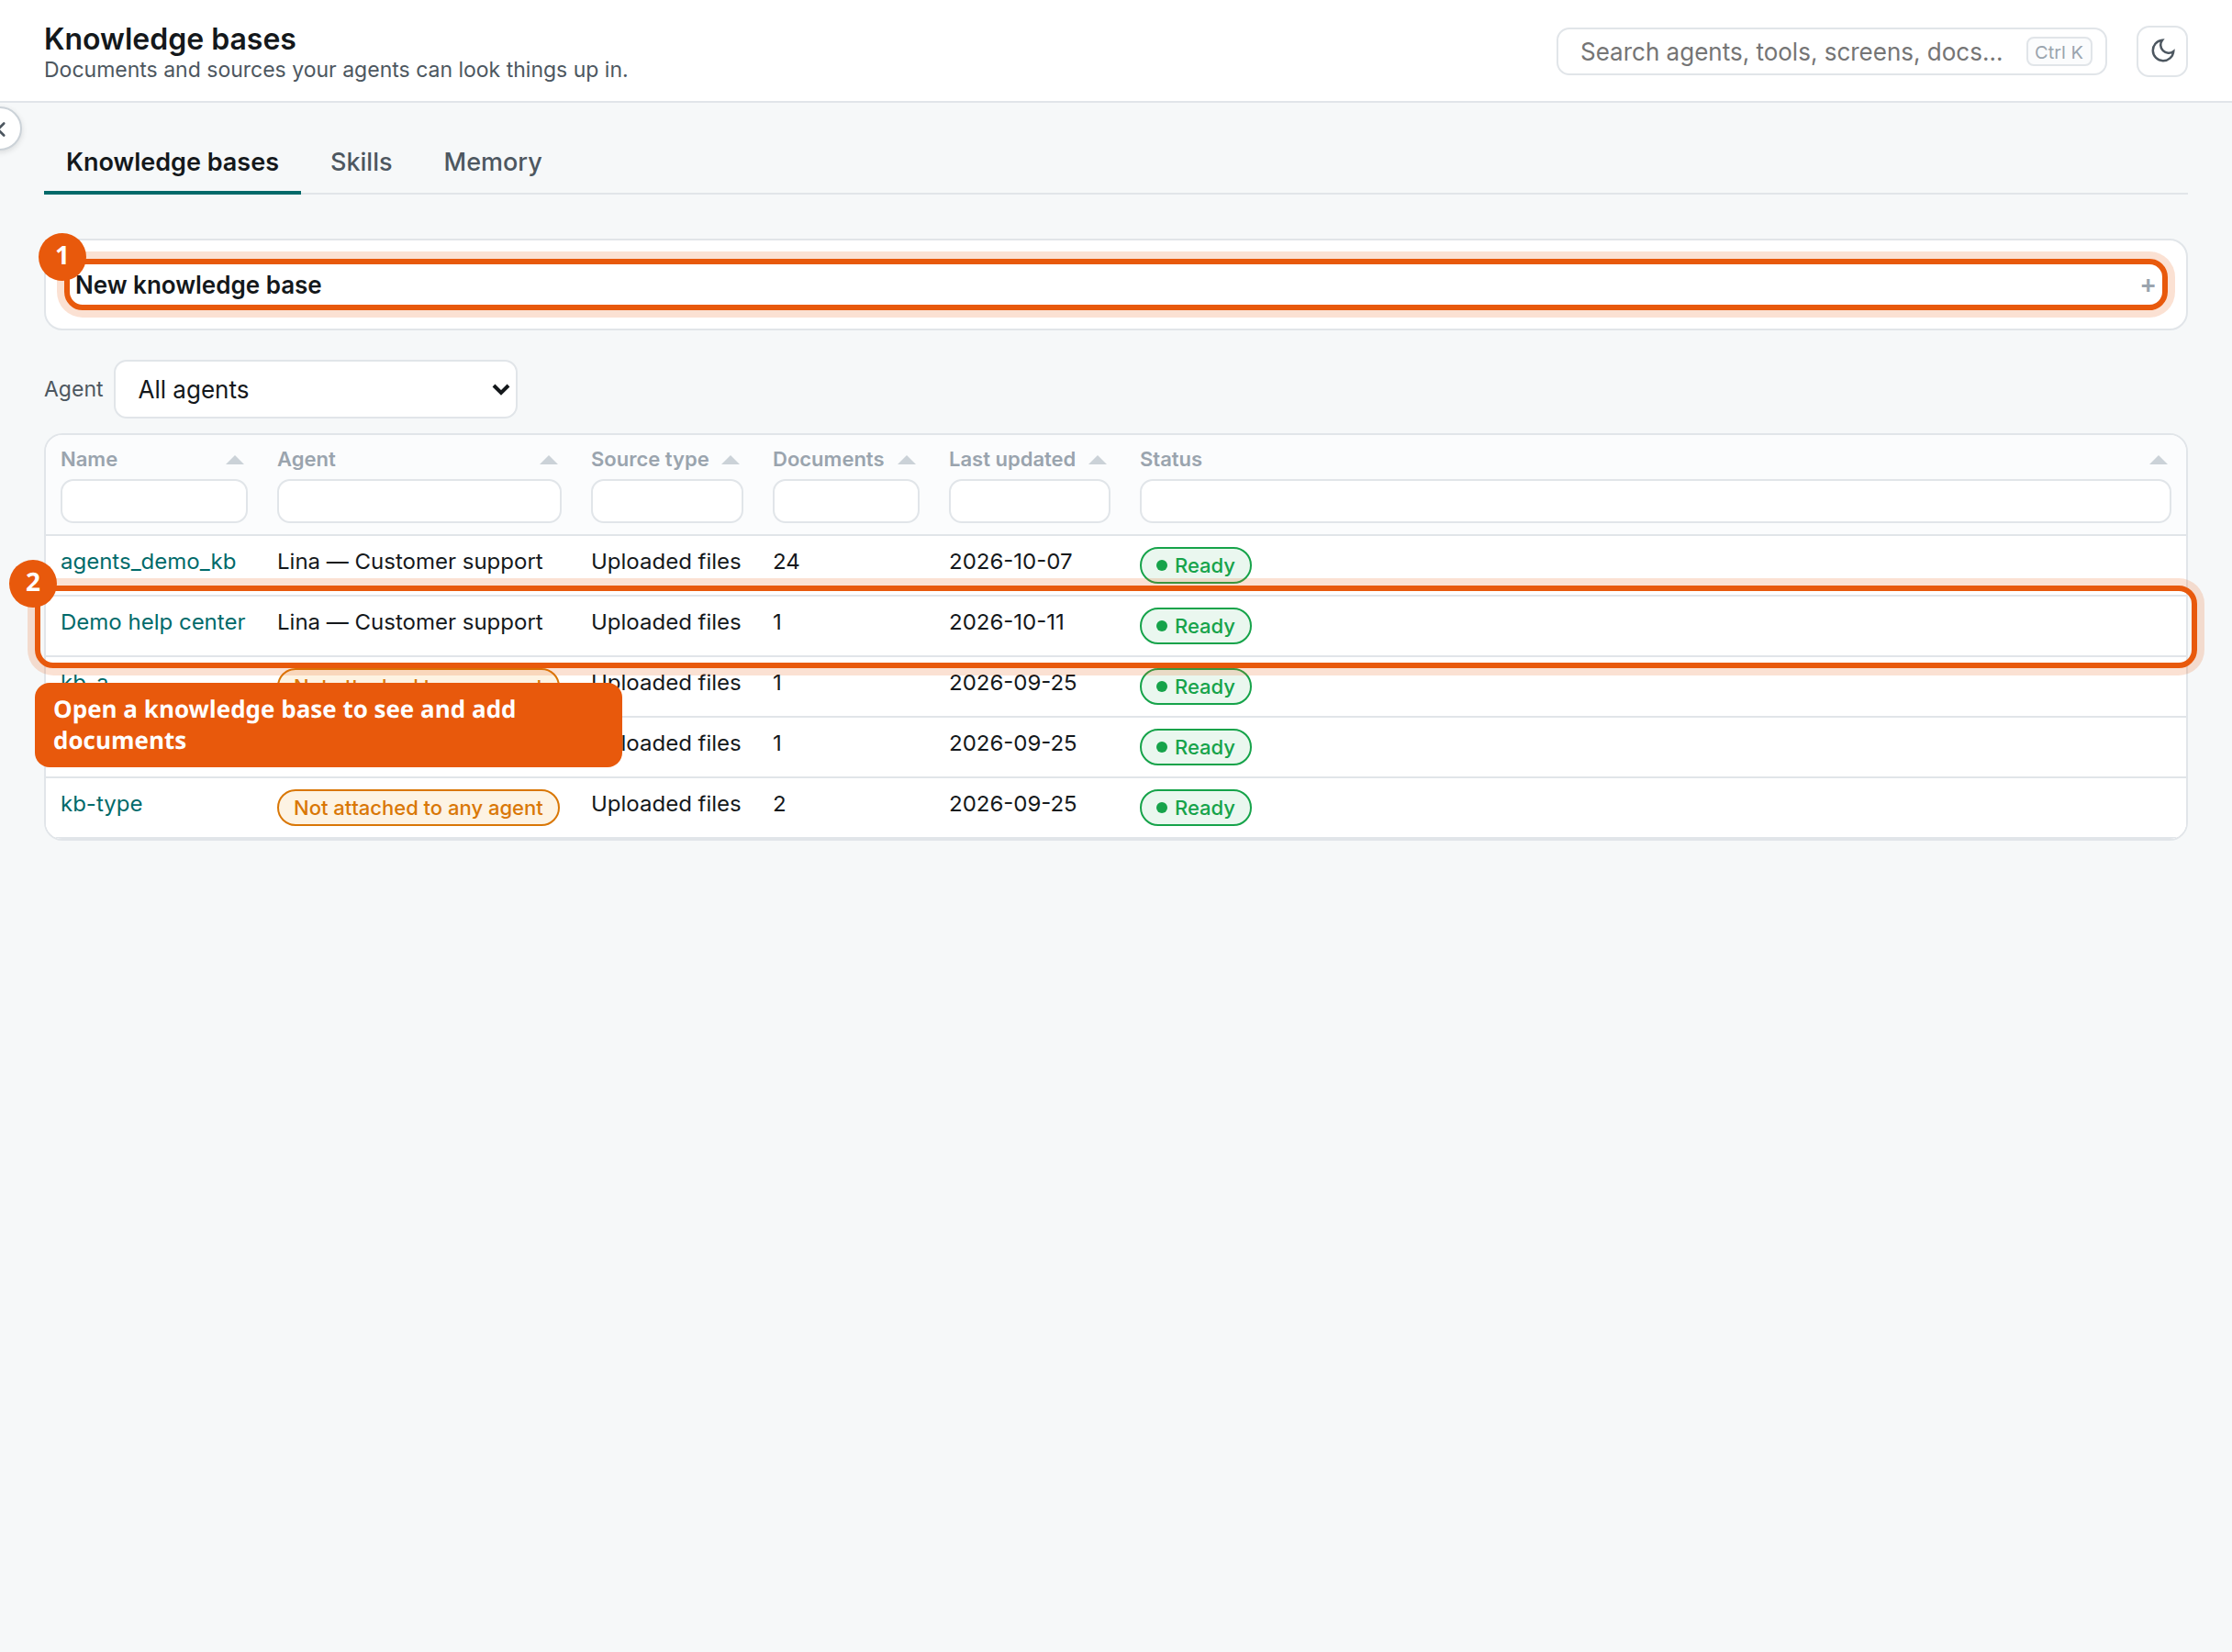 Knowledge bases
Documents and sources your agents can look things up in.
Search agents, tools, screens, docs... Ctrl K
Knowledge bases Skills Memory
1
New knowledge base +
Agent All agents
Name Agent Source type Documents Last updated Status
agents_demo_kb Lina — Customer support Uploaded files 24 2026-10-07 Ready
2
Demo help center Lina — Customer support Uploaded files 1 2026-10-11 Ready
Uploaded files 1 2026-09-25 Ready
Open a knowledge base to see and add
documents
files 1 2026-09-25 Ready
kb-type Not attached to any agent Uploaded files 2 2026-09-25 Ready